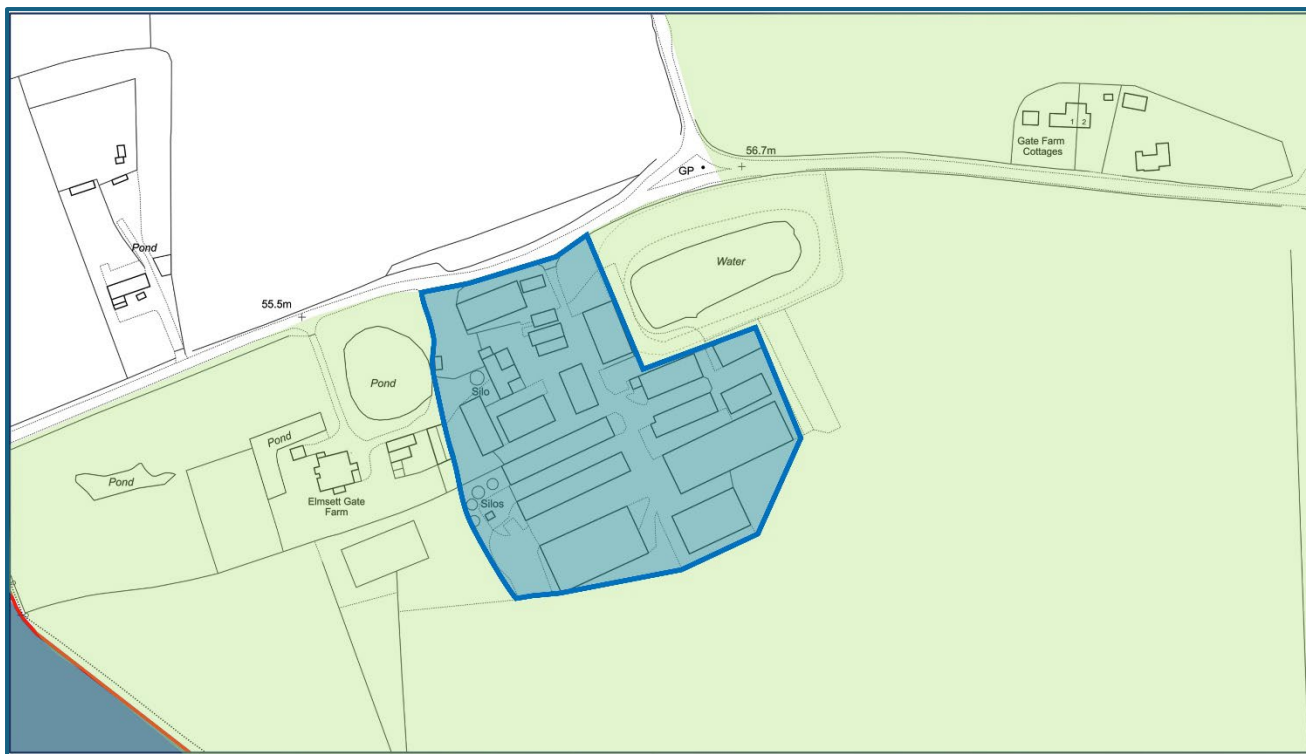 56.7m
1 2
Gate Farm
Cottages
GP
Pond
Water
55.5m
Pond
Silo
Pond
Pond
Elmsett Gate
Farm
Silos